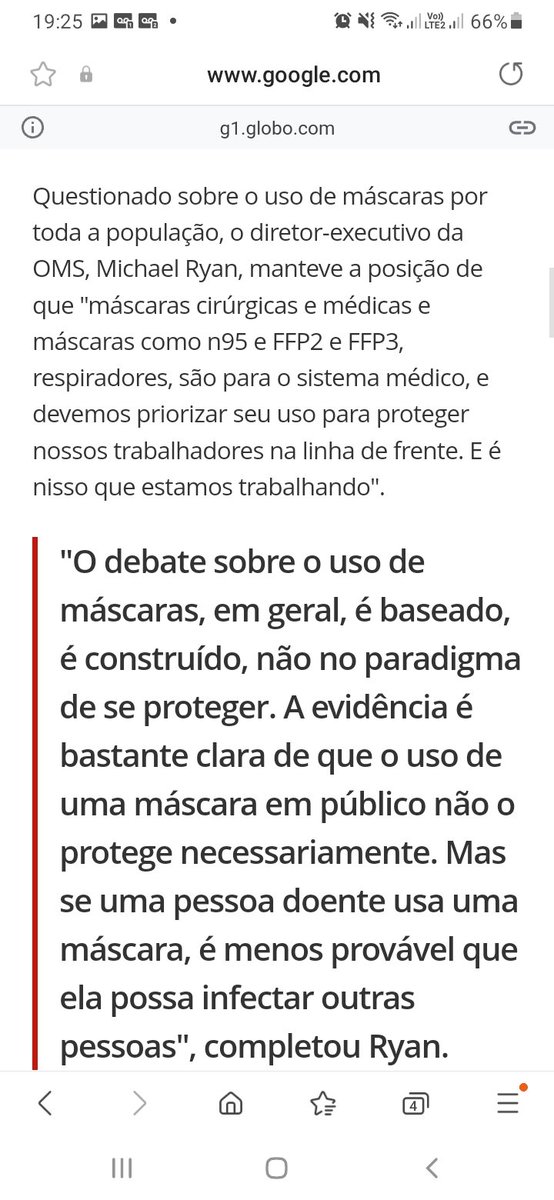 19:25
Vo))
LTE2
66%
www.google.com
g1.globo.com
Questionado sobre o uso de máscaras por
toda a população, o diretor-executivo da
OMS, Michael Ryan, manteve a posição de
que "máscaras cirúrgicas e médicas e
máscaras como n95 e FFP2 e FFP3,
respiradores, são para o sistema médico, e
devemos priorizar seu uso para proteger
nossos trabalhadores na linha de frente. E é
nisso que estamos trabalhando".
"O debate sobre o uso de
máscaras, em geral, é baseado,
é construído, não no paradigma
de se proteger. A evidência é
bastante clara de que o uso de
uma máscara em público não o
protege necessariamente. Mas
se uma pessoa doente usa uma
máscara, é menos provável que
ela possa infectar outras
pessoas", completou Ryan.
4